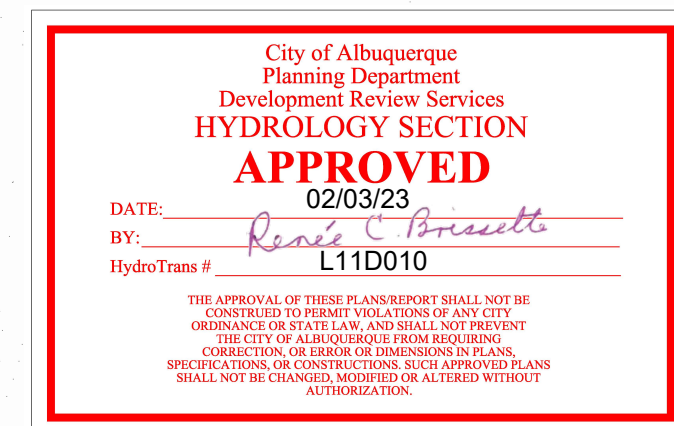 City of Albuquerque
Planning Department
Development Review Services
HYDROLOGY SECTION
APPROVED
DATE: 02/03/23
BY: Renée C. Brissette
HydroTrans # L11D010
THE APPROVAL OF THESE PLANS/REPORT SHALL NOT BE
CONSTRUED TO PERMIT VIOLATIONS OF ANY CITY
ORDINANCE OR STATE LAW, AND SHALL NOT PREVENT
THE CITY OF ALBUQUERQUE FROM REQUIRING
CORRECTION, OR ERROR OR DIMENSIONS IN PLANS,
SPECIFICATIONS, OR CONSTRUCTIONS. SUCH APPROVED PLANS
SHALL NOT BE CHANGED, MODIFIED OR ALTERED WITHOUT
AUTHORIZATION.